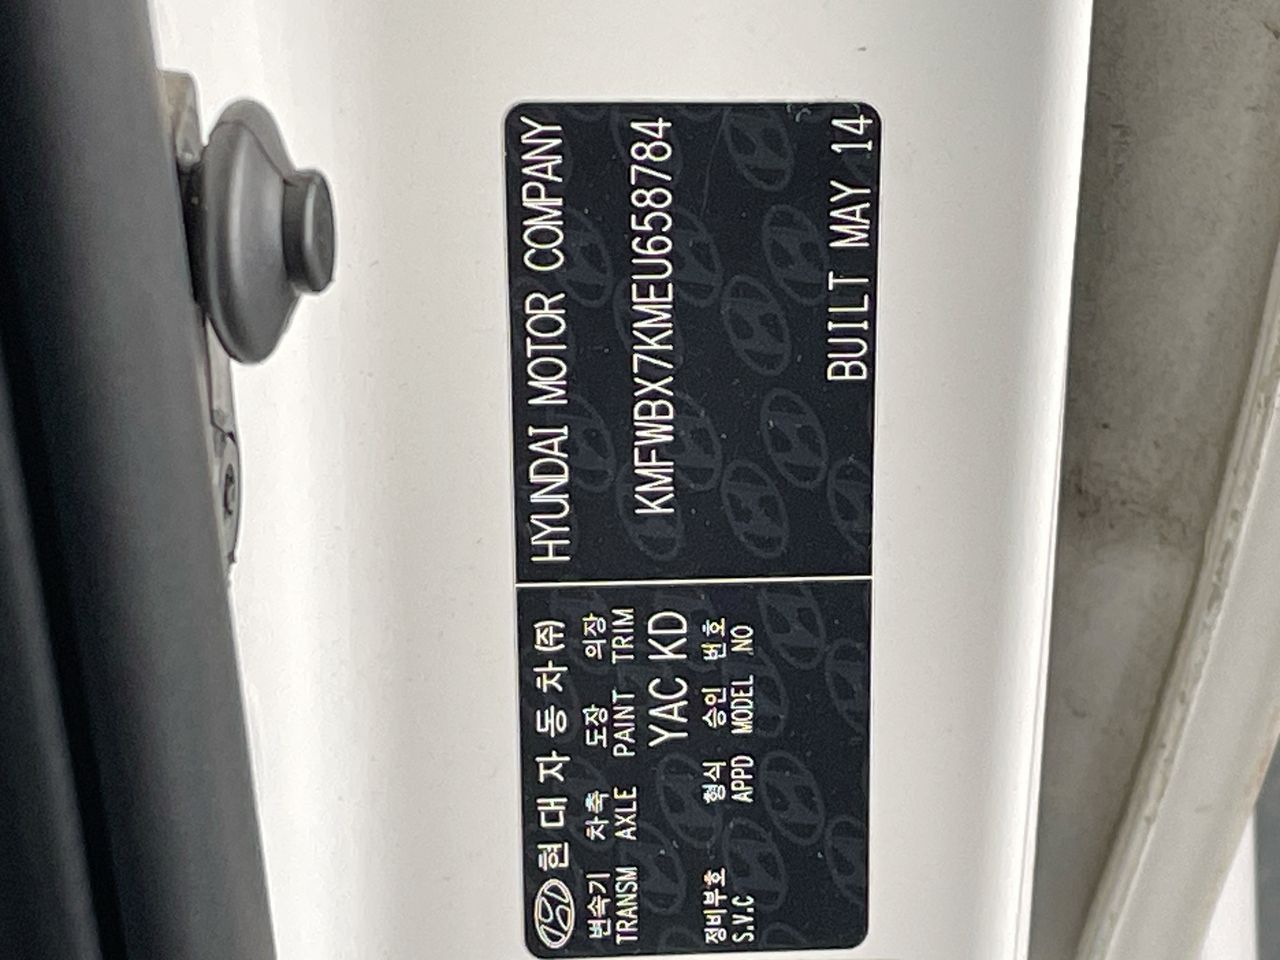 현대자동차(주)
변속기 차축 도장 의장
TRANSM AXLE PAINT TRIM
YAC KD
정비부호 형식 승인 번호
S.V.C APPD MODEL .NO
HYUNDAI MOTOR COMPANY
KMFWBX7KMEU658784
BUILT MAY.14